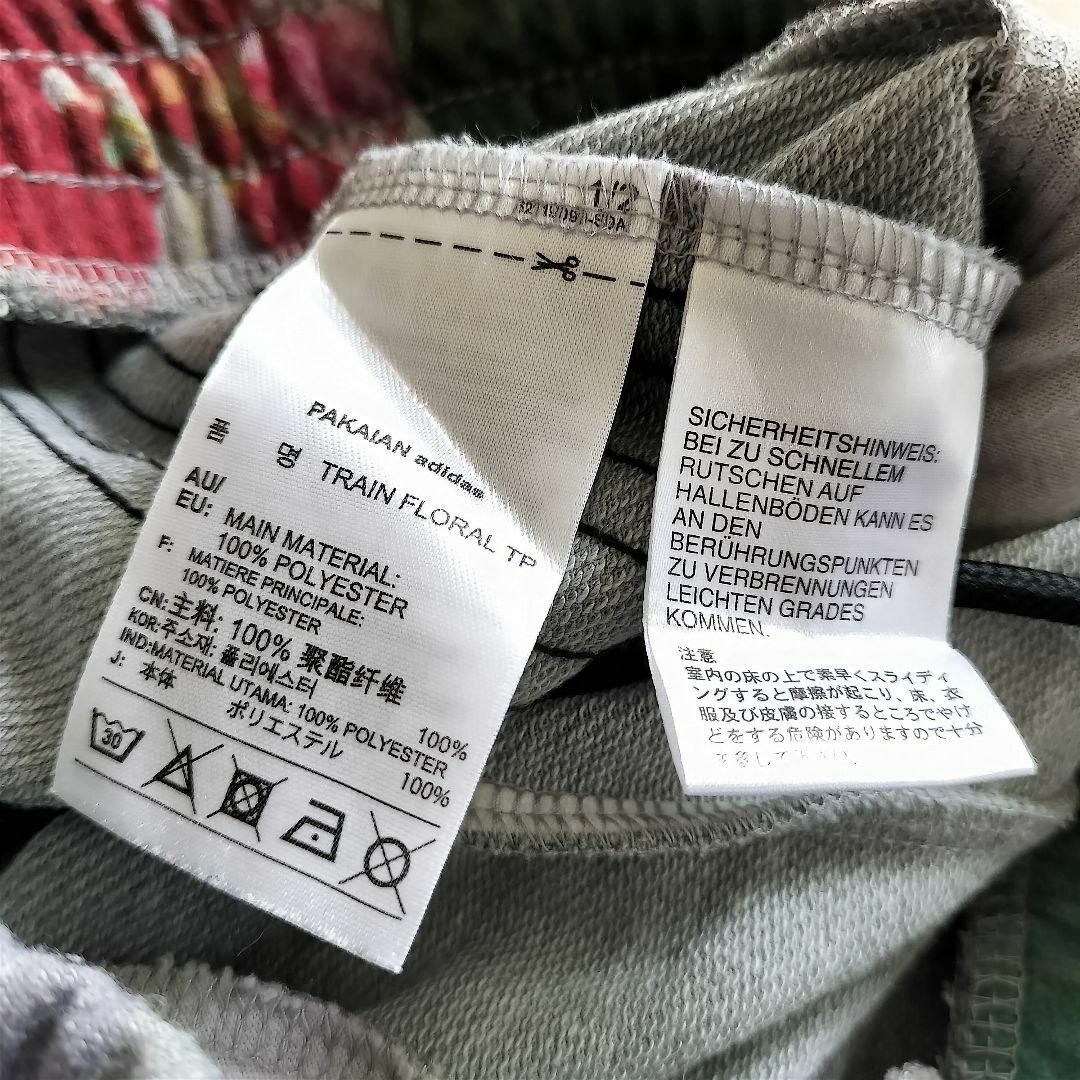 1/2
PAKAIAN adidas
품 명 TRAIN FLORAL TP
AU/
EU: MAIN MATERIAL:
100% POLYESTER
F: MATIERE PRINCIPALE:
100% POLYESTER
CN: 主料: 100% 聚酯纤维
KOR: 주소재: 폴리에스터 100%
IND: MATERIAL UTAMA: 100% POLYESTER
J: 本体 ポリエステル 100%
30
SICHERHEITSHINWEIS:
BEI ZU SCHNELLEM
RUTSCHEN AUF
HALLENBÖDEN KANN ES
AN DEN
BERÜHRUNGSPUNKTEN
ZU VERBRENNUNGEN
LEICHTEN GRADES
KOMMEN.
注意
室内の床の上で素早くスライディ
ングすると摩擦が起こり、床、衣
服及び皮膚の接するところでやけ
どをする危険がありますので十分